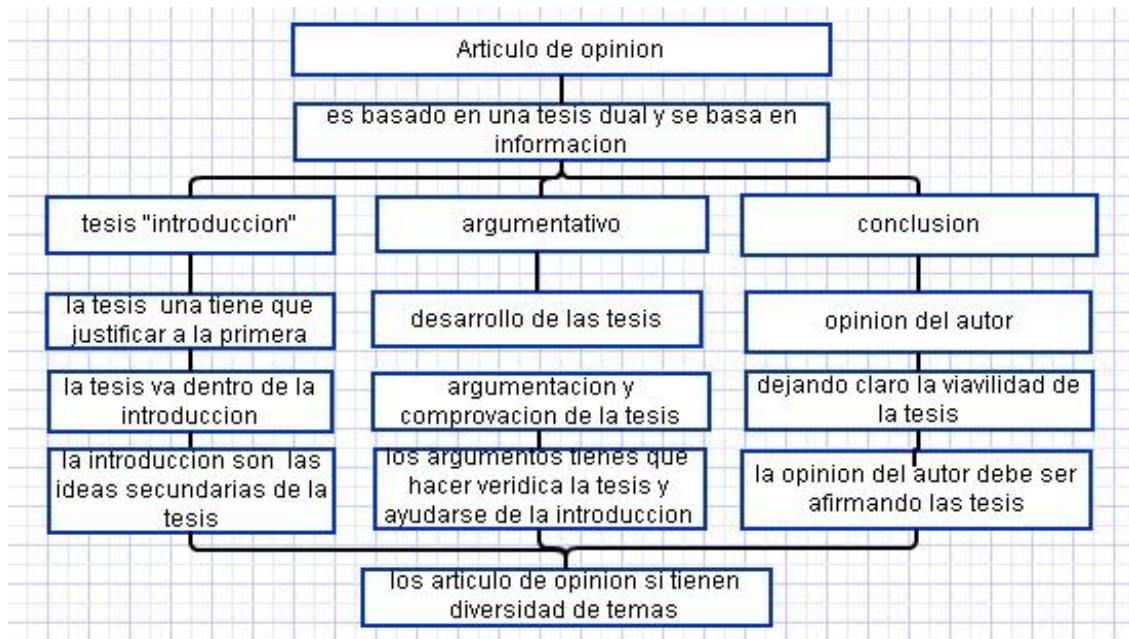 Articulo de opinion
es basado en una tesis dual y se basa en
informacion
tesis "introduccion"
la tesis una tiene que
justificar a la primera
la tesis va dentro de la
introduccion
la introduccion son las
ideas secundarias de la
tesis
argumentativo
desarrollo de las tesis
argumentacion y
comprovacion de la tesis
los argumentos tienes que
hacer veridica la tesis y
ayudarse de la introduccion
conclusion
opinion del autor
dejando claro la viavilidad de
la tesis
la opinion del autor debe ser
afirmando las tesis
los articulo de opinion si tienen
diversidad de temas